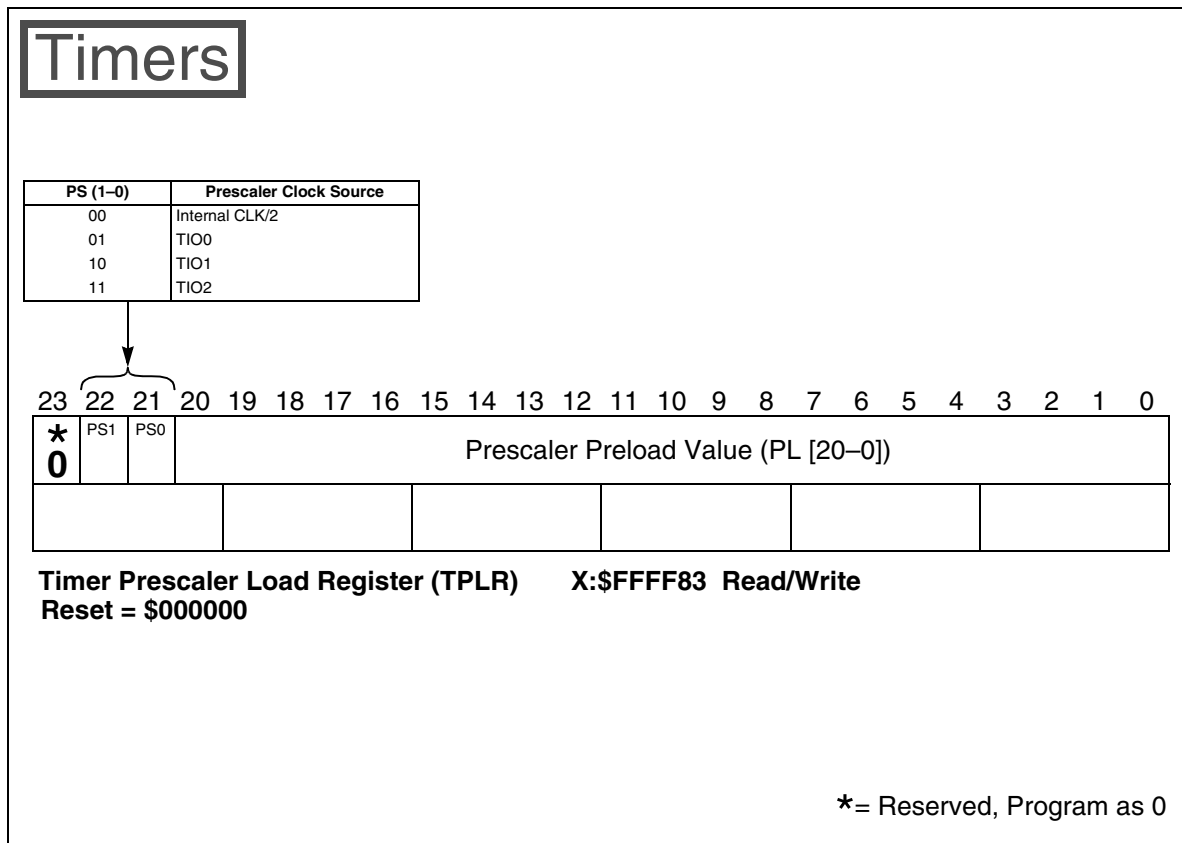 Timers
PS (1–0) Prescaler Clock Source
00 Internal CLK/2
01 TIO0
10 TIO1
11 TIO2
23 22 21 20 19 18 17 16 15 14 13 12 11 10 9 8 7 6 5 4 3 2 1 0
* PS1 PS0 Prescaler Preload Value (PL [20–0])
0
Timer Prescaler Load Register (TPLR) X:$FFFF83 Read/Write
Reset = $000000
*= Reserved, Program as 0